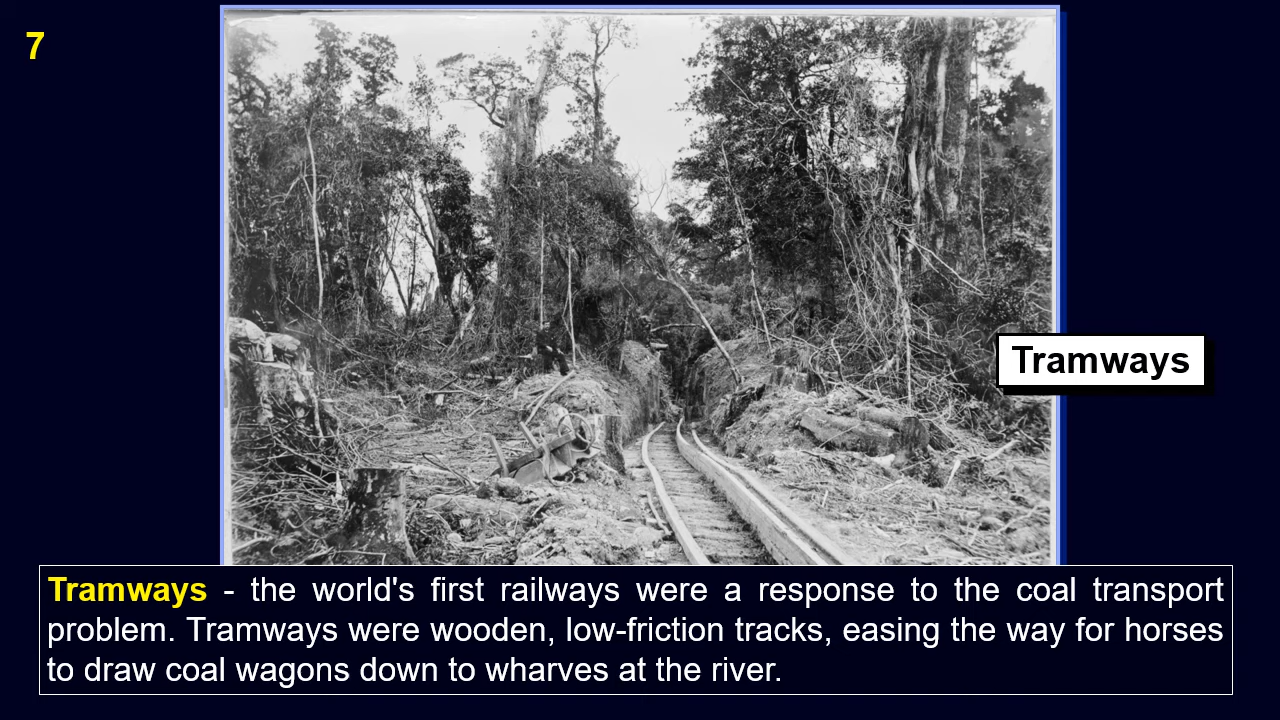 7
Tramways
Tramways - the world's first railways were a response to the coal transport
problem. Tramways were wooden, low-friction tracks, easing the way for horses
to draw coal wagons down to wharves at the river.